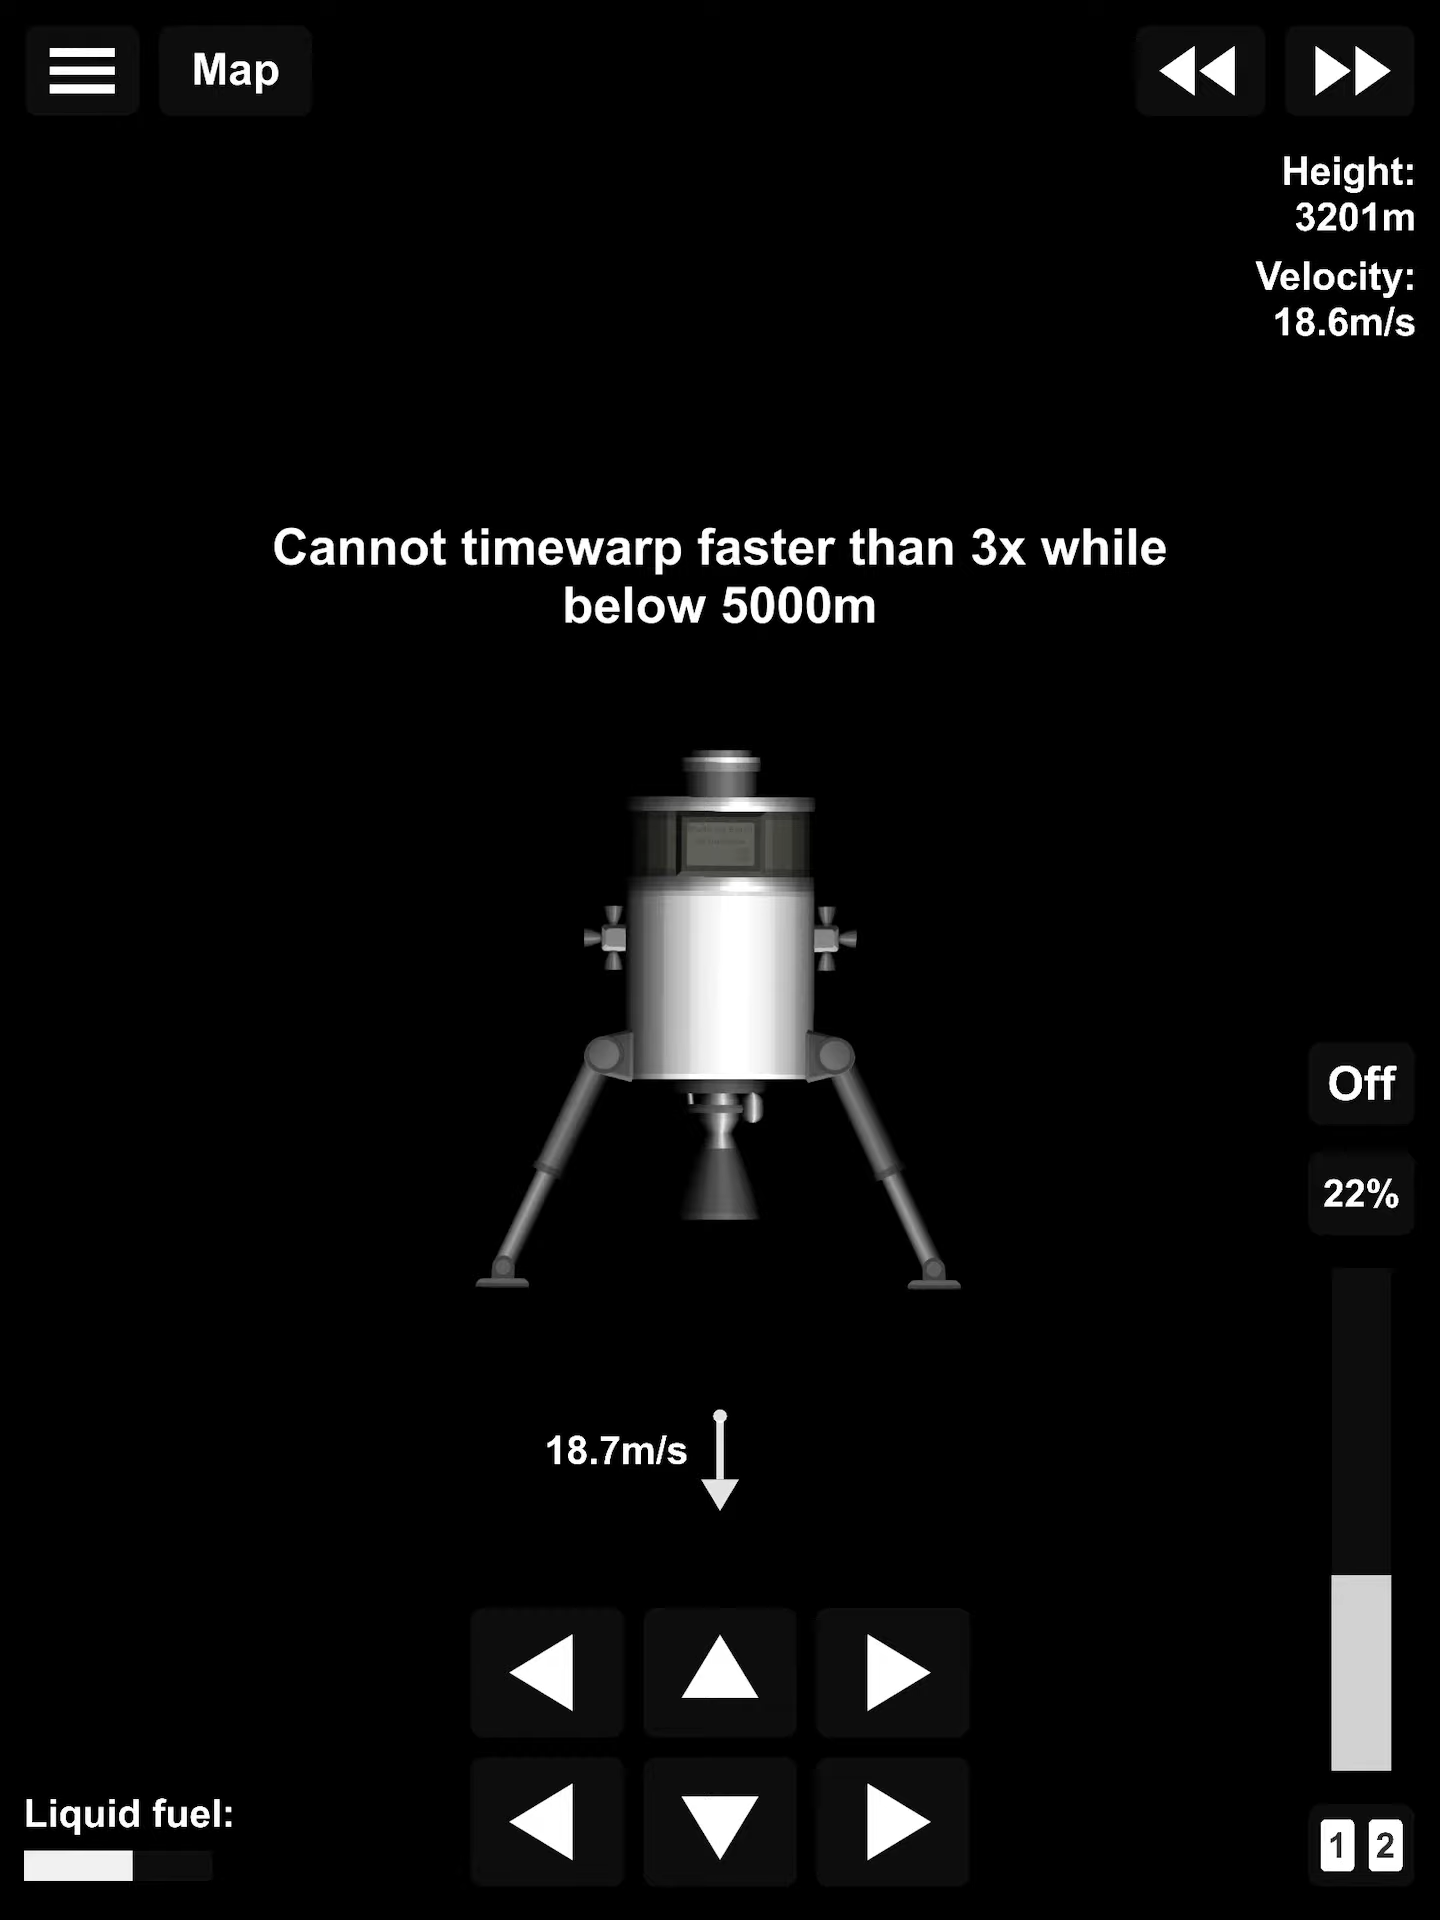 Map
Height:
3201m
Velocity:
18.6m/s
Cannot timewarp faster than 3x while
below 5000m
Off
22%
18.7m/s
Liquid fuel:
1 2